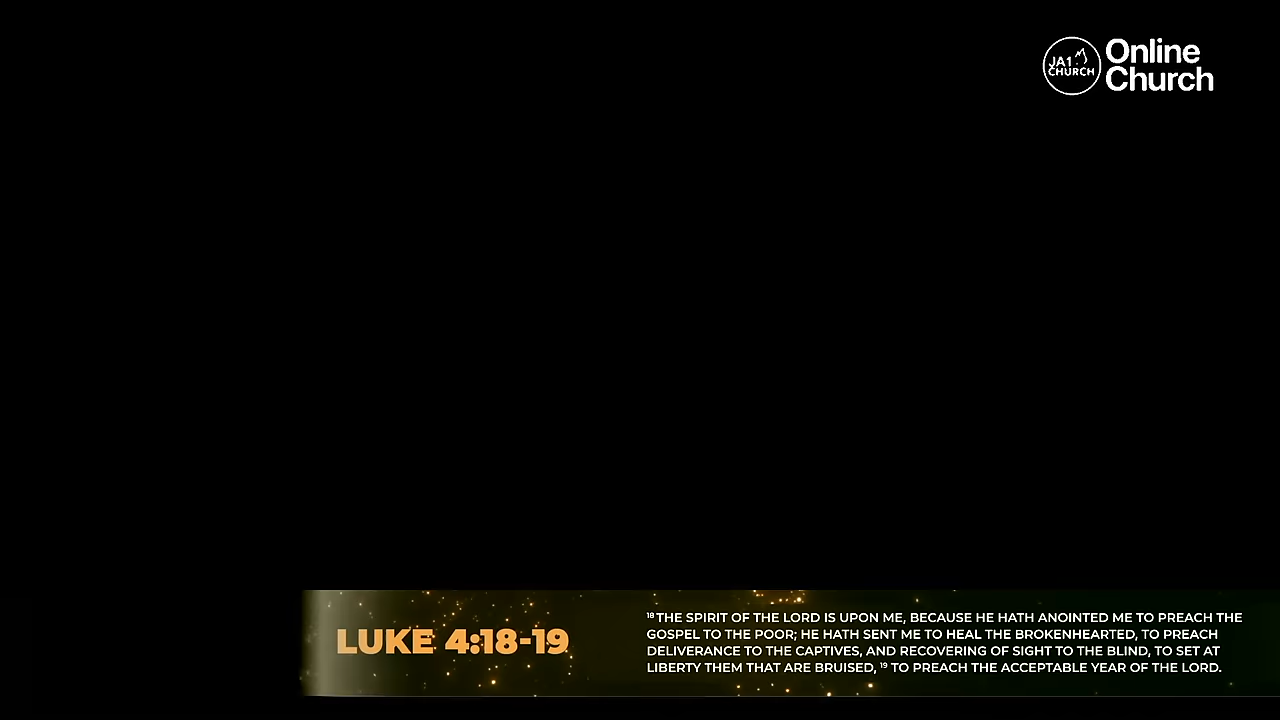 JA1
CHURCH
Online
Church
LUKE 4:18-19
¹⁸ THE SPIRIT OF THE LORD IS UPON ME, BECAUSE HE HATH ANOINTED ME TO PREACH THE
GOSPEL TO THE POOR; HE HATH SENT ME TO HEAL THE BROKENHEARTED, TO PREACH
DELIVERANCE TO THE CAPTIVES, AND RECOVERING OF SIGHT TO THE BLIND, TO SET AT
LIBERTY THEM THAT ARE BRUISED, ¹⁹ TO PREACH THE ACCEPTABLE YEAR OF THE LORD.